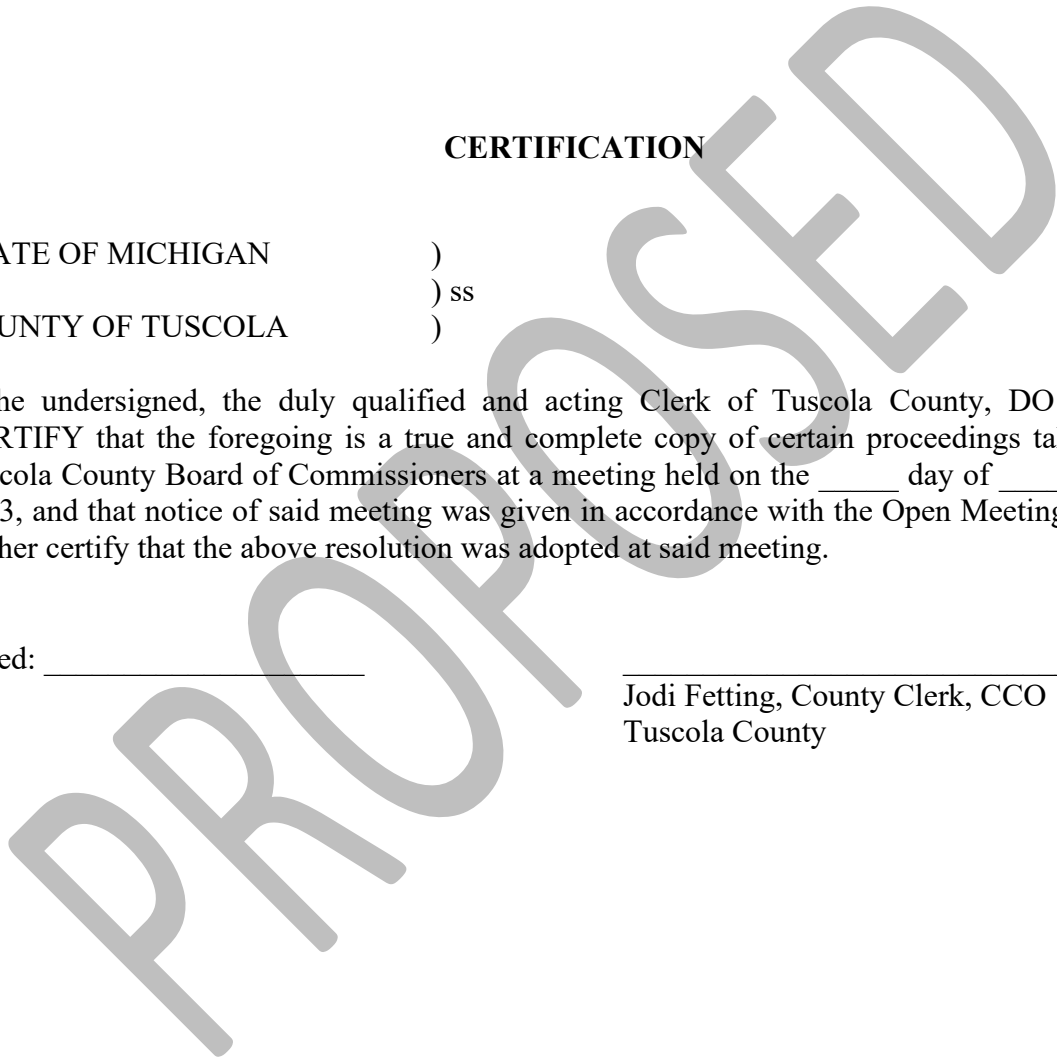 CERTIFICATION
ATE OF MICHIGAN )
) ss
UNTY OF TUSCOLA )
he undersigned, the duly qualified and acting Clerk of Tuscola County, DO
RTIFY that the foregoing is a true and complete copy of certain proceedings ta
scola County Board of Commissioners at a meeting held on the _____ day of ____
3, and that notice of said meeting was given in accordance with the Open Meeting
her certify that the above resolution was adopted at said meeting.
ed: ____________________
Jodi Fetting, County Clerk, CCO
Tuscola County
PROPOSED